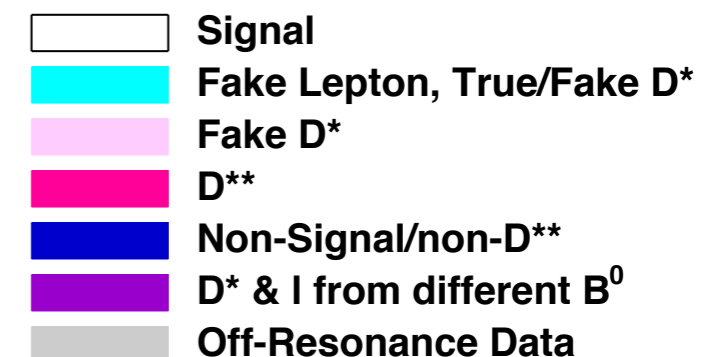 Signal
Fake Lepton, True/Fake D*
Fake D*
D**
Non-Signal/non-D**
D* & l from different B⁰
Off-Resonance Data